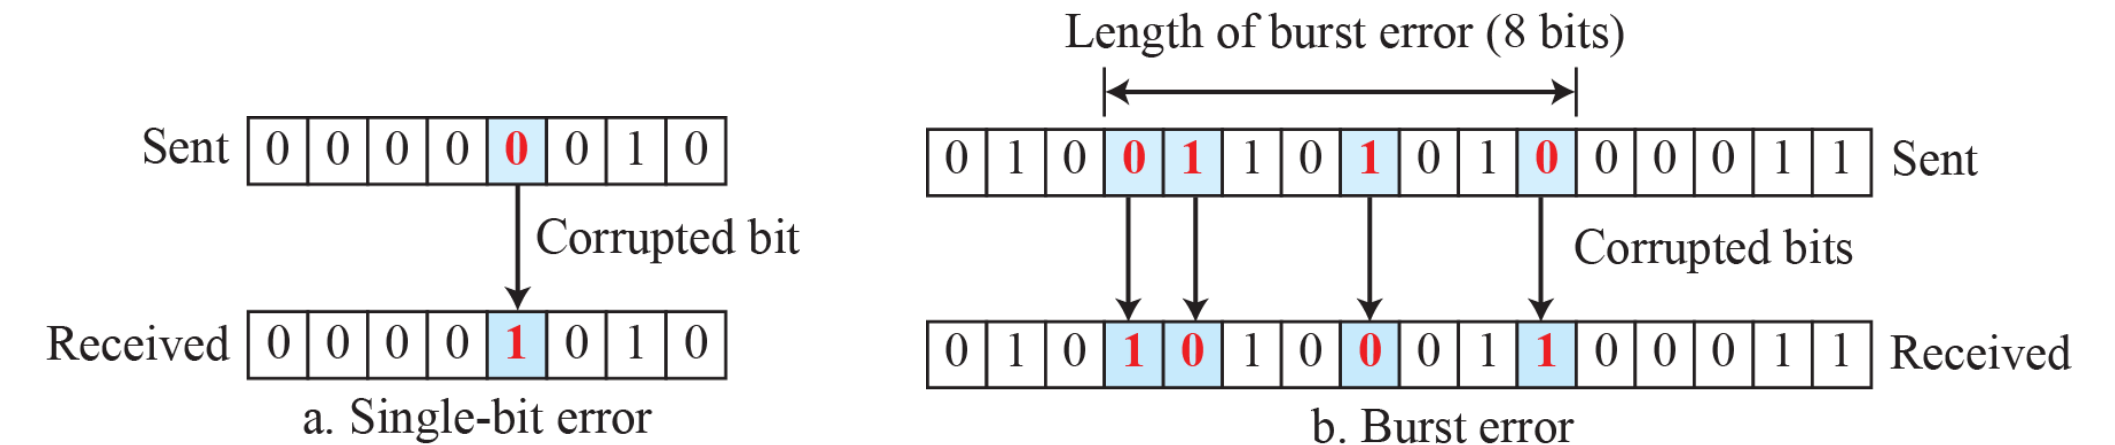 Length of burst error (8 bits)
Sent 0 0 0 0 0 0 1 0
0 1 0 0 1 1 0 1 0 1 0 0 0 0 1 1 Sent
Corrupted bit
Corrupted bits
Received 0 0 0 0 1 0 1 0
0 1 0 1 0 1 0 0 0 1 1 0 0 0 1 1 Received
a. Single-bit error
b. Burst error